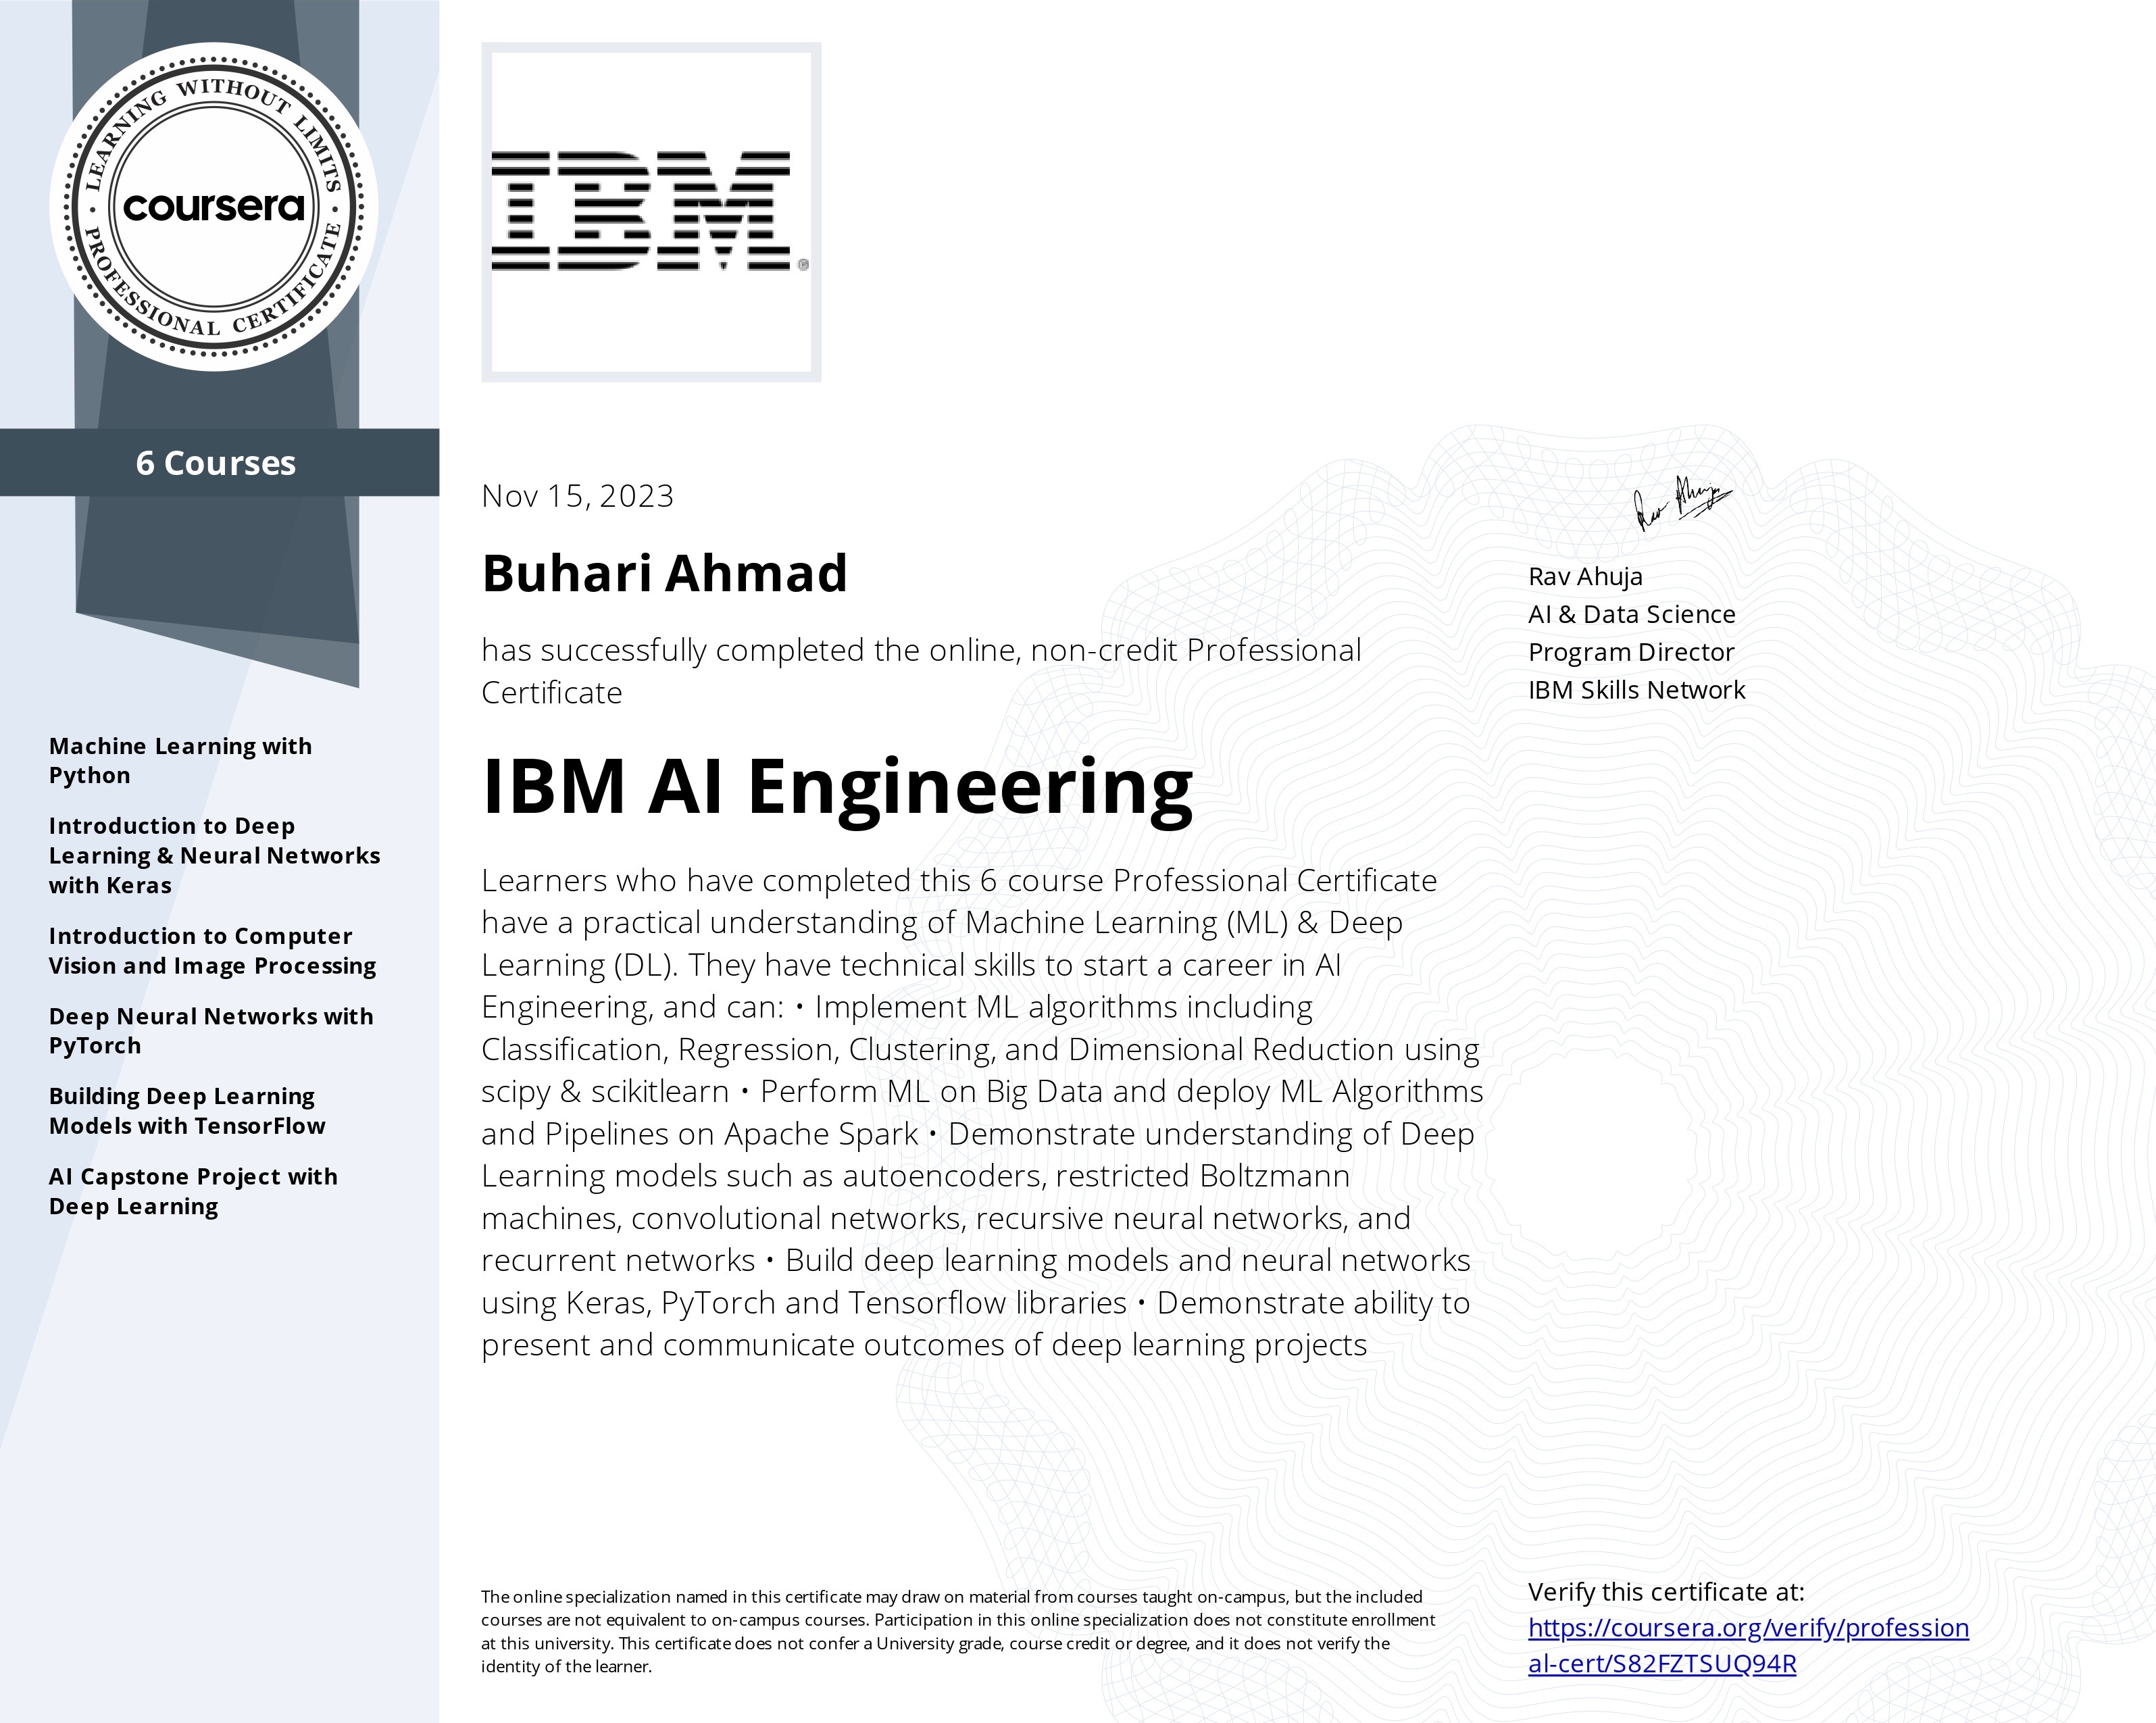 LEARNING WITHOUT LIMITS
coursera
PROFESSIONAL CERTIFICATE
6 Courses
Machine Learning with
Python
Introduction to Deep
Learning & Neural Networks
with Keras
Introduction to Computer
Vision and Image Processing
Deep Neural Networks with
PyTorch
Building Deep Learning
Models with TensorFlow
AI Capstone Project with
Deep Learning
IBM®
Nov 15, 2023
Buhari Ahmad
has successfully completed the online, non-credit Professional
Certificate
IBM AI Engineering
Learners who have completed this 6 course Professional Certificate
have a practical understanding of Machine Learning (ML) & Deep
Learning (DL). They have technical skills to start a career in AI
Engineering, and can: • Implement ML algorithms including
Classification, Regression, Clustering, and Dimensional Reduction using
scipy & scikitlearn • Perform ML on Big Data and deploy ML Algorithms
and Pipelines on Apache Spark • Demonstrate understanding of Deep
Learning models such as autoencoders, restricted Boltzmann
machines, convolutional networks, recursive neural networks, and
recurrent networks • Build deep learning models and neural networks
using Keras, PyTorch and Tensorflow libraries • Demonstrate ability to
present and communicate outcomes of deep learning projects
Rav Ahuja
Rav Ahuja
AI & Data Science
Program Director
IBM Skills Network
The online specialization named in this certificate may draw on material from courses taught on-campus, but the included
courses are not equivalent to on-campus courses. Participation in this online specialization does not constitute enrollment
at this university. This certificate does not confer a University grade, course credit or degree, and it does not verify the
identity of the learner.
Verify this certificate at:
https://coursera.org/verify/profession
al-cert/S82FZTSUQ94R